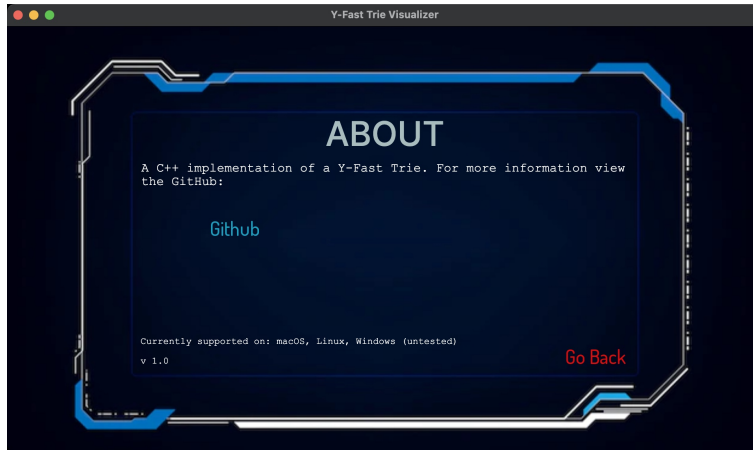 Y-Fast Trie Visualizer
ABOUT
A C++ implementation of a Y-Fast Trie. For more information view
the GitHub:
Github
Currently supported on: macOS, Linux, Windows (untested)
v 1.0
Go Back